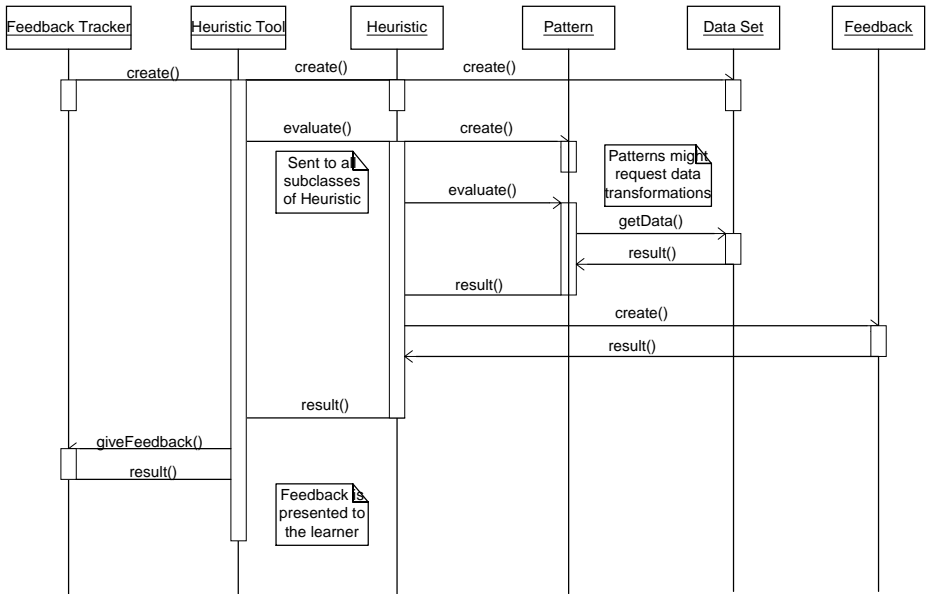 Feedback Tracker
Heuristic Tool
Heuristic
Pattern
Data Set
Feedback
create()
create()
create()
evaluate()
create()
Sent to all
subclasses
of Heuristic
Patterns might
request data
transformations
evaluate()
getData()
result()
result()
create()
result()
result()
giveFeedback()
result()
Feedback is
presented to
the learner